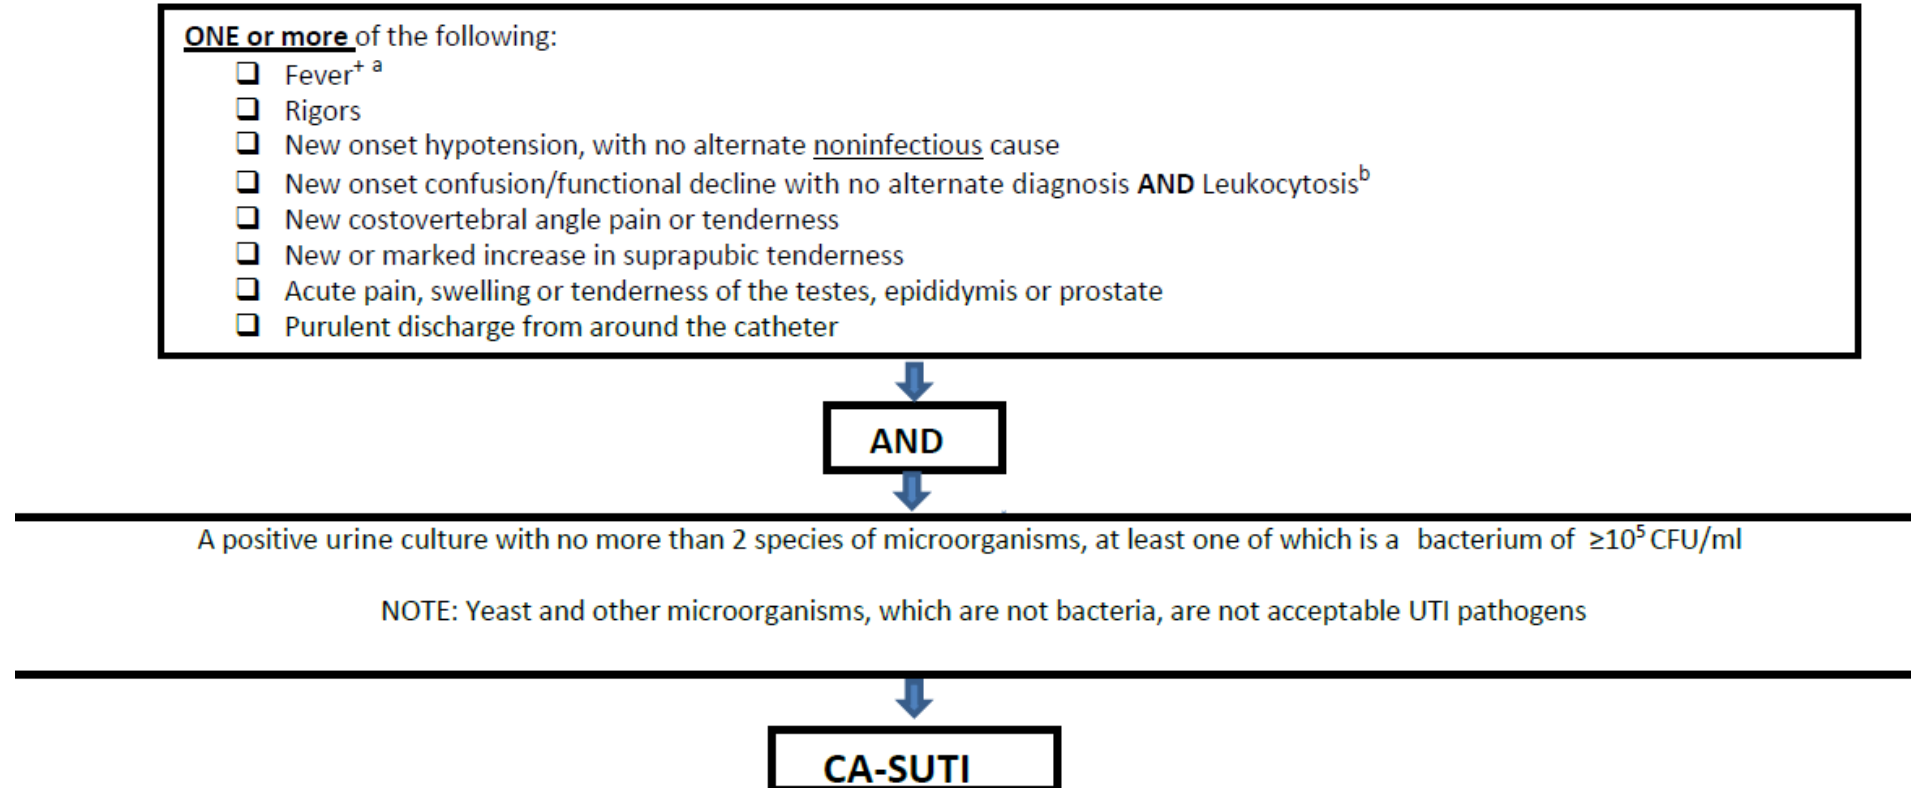 ONE or more of the following:
❑ Fever⁺ ᵃ
❑ Rigors
❑ New onset hypotension, with no alternate noninfectious cause
❑ New onset confusion/functional decline with no alternate diagnosis AND Leukocytosisᵇ
❑ New costovertebral angle pain or tenderness
❑ New or marked increase in suprapubic tenderness
❑ Acute pain, swelling or tenderness of the testes, epididymis or prostate
❑ Purulent discharge from around the catheter
AND
A positive urine culture with no more than 2 species of microorganisms, at least one of which is a bacterium of ≥10⁵ CFU/ml
NOTE: Yeast and other microorganisms, which are not bacteria, are not acceptable UTI pathogens
CA-SUTI